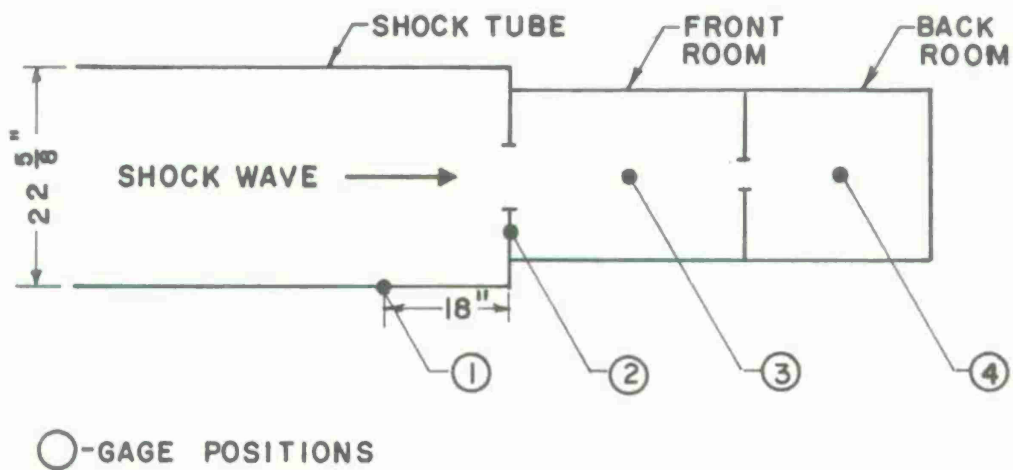 SHOCK TUBE
FRONT
ROOM
BACK
ROOM
22 5/8"
SHOCK WAVE
18"
1
2
3
4
-GAGE POSITIONS